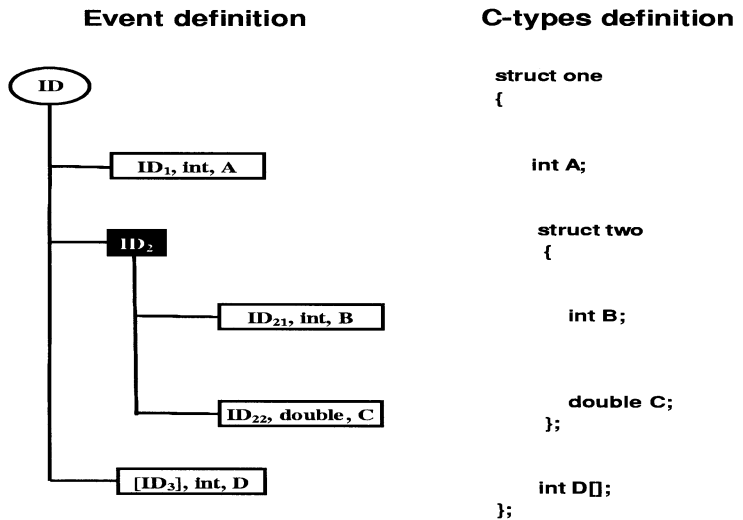 Event definition
C-types definition
ID
struct one
{
ID₁, int, A
int A;
ID₂
struct two
{
ID₂₁, int, B
int B;
ID₂₂, double, C
double C;
};
[ID₃], int, D
int D[];
};